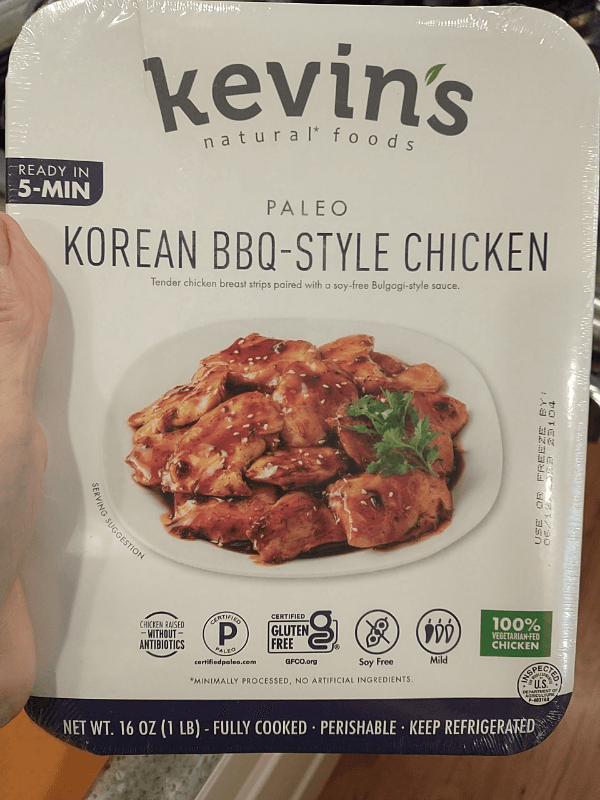 kevin's
natural* foods
READY IN
5-MIN
PALEO
KOREAN BBQ-STYLE CHICKEN
Tender chicken breast strips paired with a soy-free Bulgogi-style sauce.
USE OR FREEZE BY:
SERVING SUGGESTION
CHICKEN RAISED
-WITHOUT-
ANTIBIOTICS
CERTIFIED
P
PALEO
certifiedpaleo.com
CERTIFIED
GLUTEN
FREE
g
GFCO.org
Soy Free
Mild
100%
VEGETARIAN-FED
CHICKEN
*MINIMALLY PROCESSED, NO ARTIFICIAL INGREDIENTS.
INSPECTED
U.S.
DEPARTMENT OF
AGRICULTURE
NET WT. 16 OZ (1 LB) - FULLY COOKED · PERISHABLE · KEEP REFRIGERATED